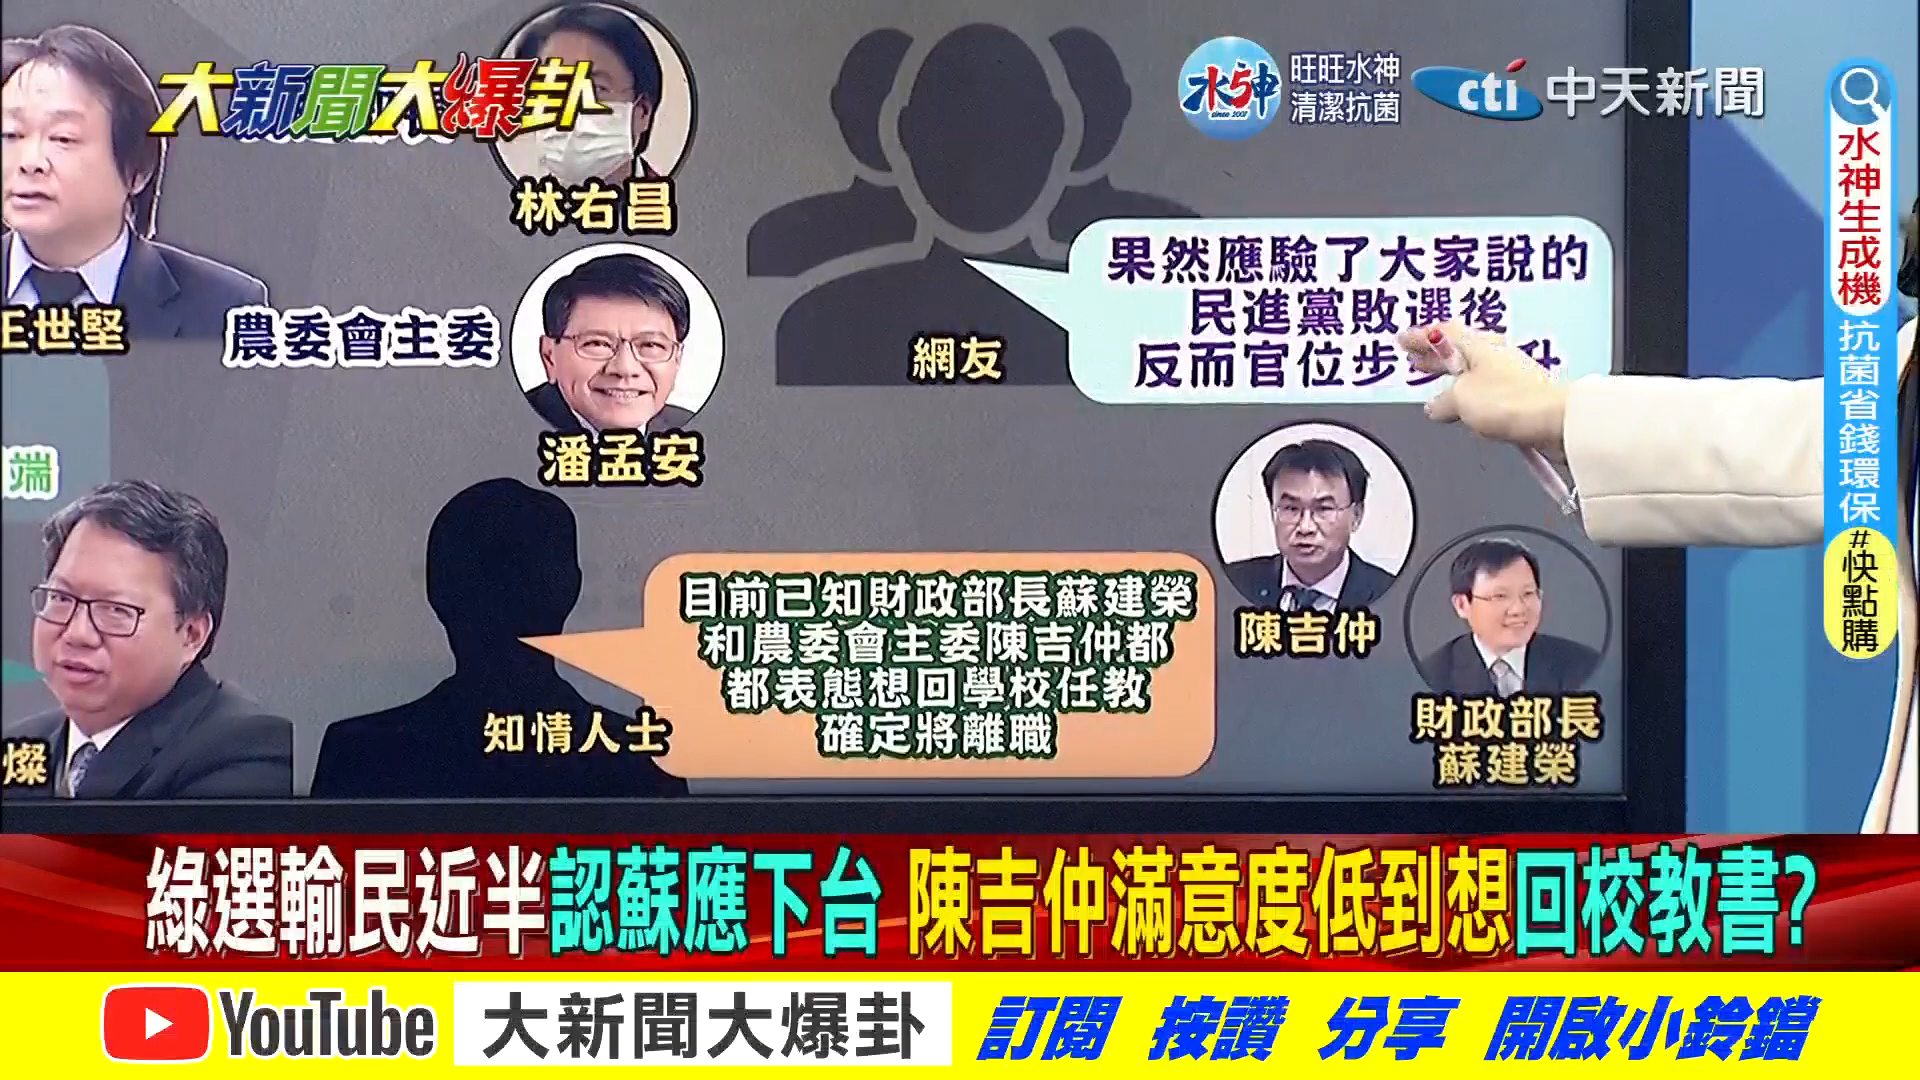 大新聞大爆卦
水神
since 2007
旺旺水神
清潔抗菌
cti 中天新聞
水神生成機
抗菌省錢環保
#快點購
林右昌
王世堅
農委會主委
潘孟安
網友
果然應驗了大家說的
民進黨敗選後
反而官位步步升
端
燦
知情人士
目前已知財政部長蘇建榮
和農委會主委陳吉仲都
都表態想回學校任教
確定將離職
陳吉仲
財政部長
蘇建榮
綠選輸民近半認蘇應下台 陳吉仲滿意度低到想回校教書?
YouTube 大新聞大爆卦 訂閱 按讚 分享 開啟小鈴鐺